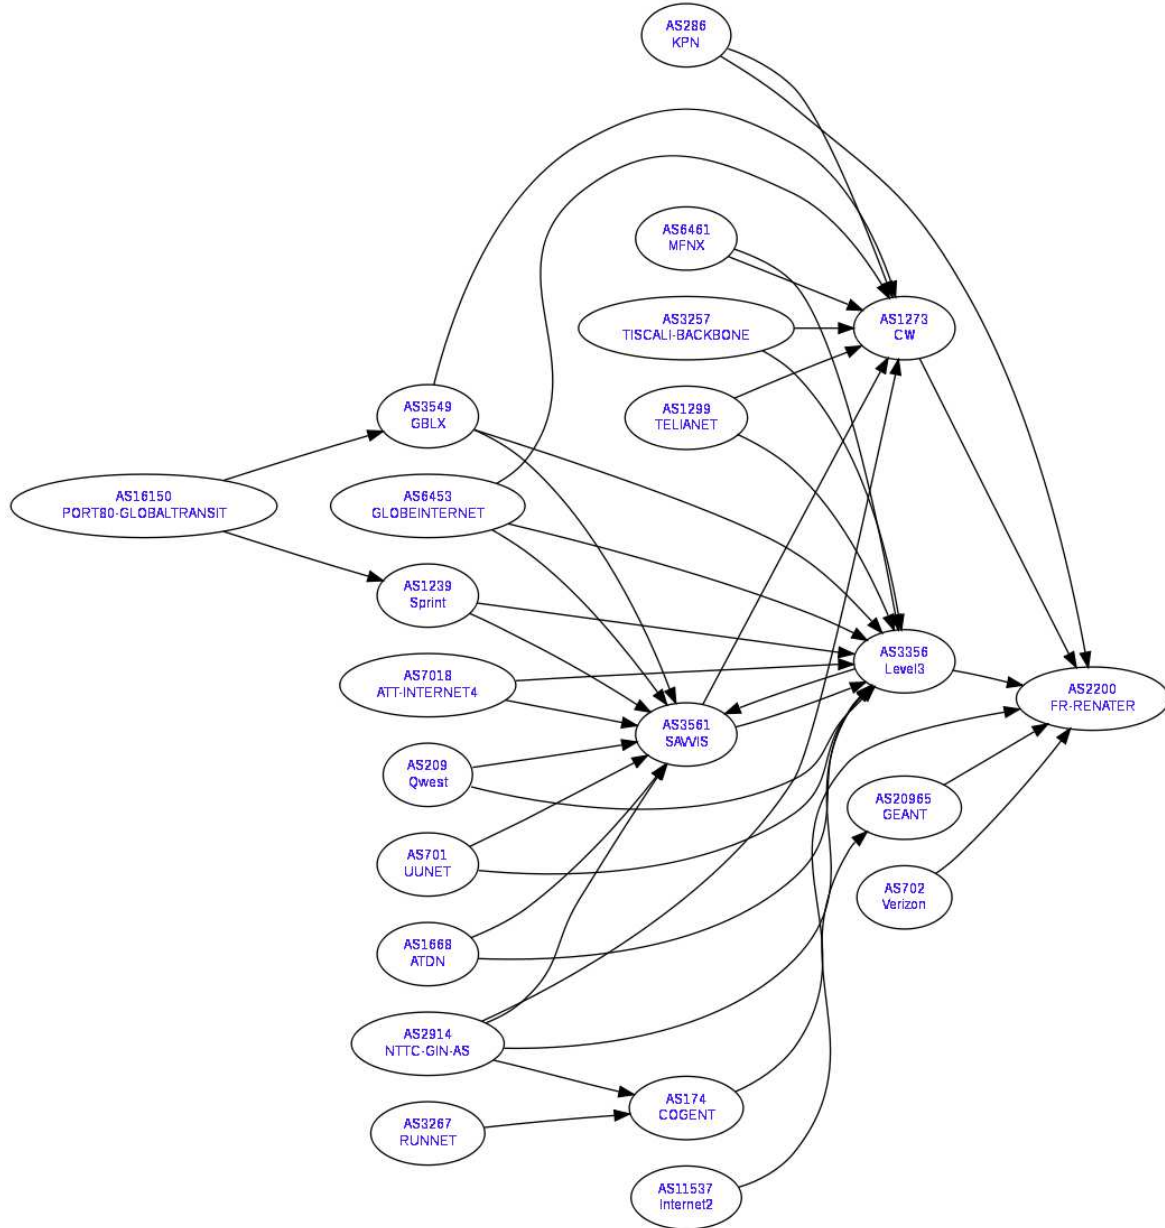 AS286
KPN
AS6461
MFNX
AS3257
TISCALI-BACKBONE
AS1273
CW
AS1299
TELIANET
AS3549
GBLX
AS16150
PORT80-GLOBALTRANSIT
AS6453
GLOBEINTERNET
AS1239
Sprint
AS7018
ATT-INTERNET4
AS3356
Level3
AS2200
FR-RENATER
AS3561
SAVVIS
AS209
Qwest
AS20965
GEANT
AS701
UUNET
AS702
Verizon
AS1668
ATDN
AS2914
NTTC-GIN-AS
AS174
COGENT
AS3267
RUNNET
AS11537
Internet2